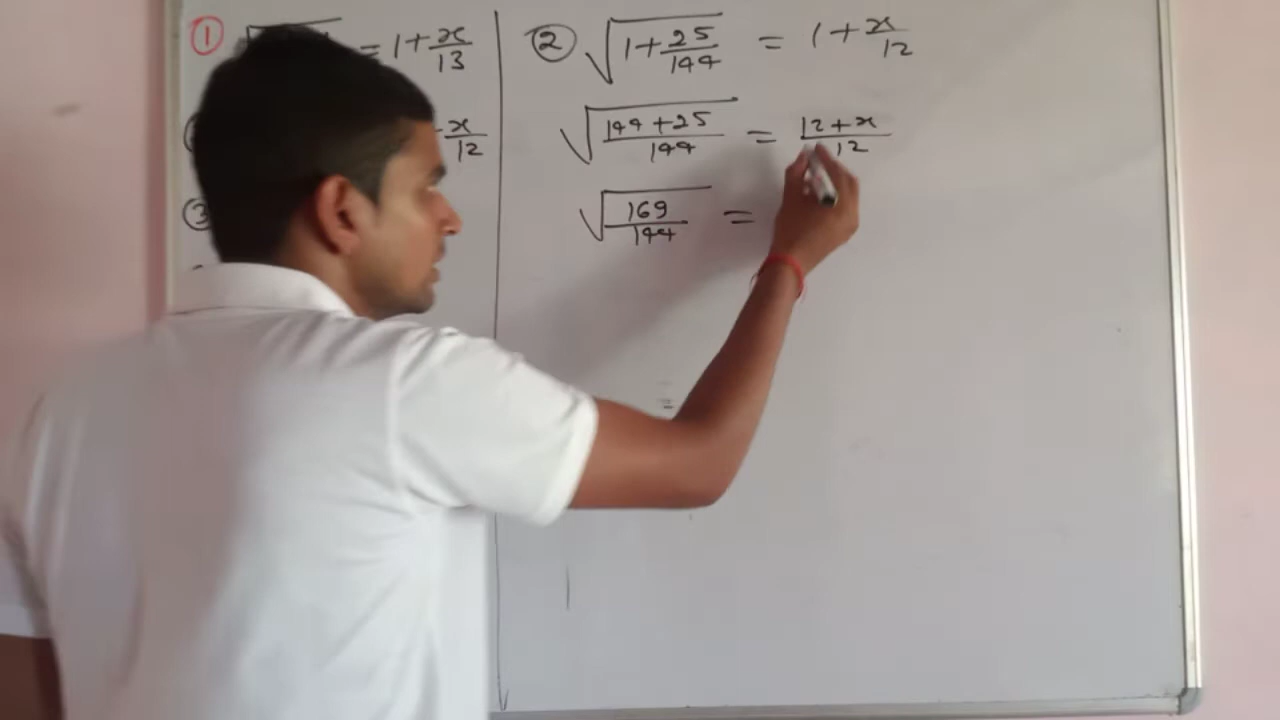 ① = 1 + x/13
x/12
③
② √(1 + 25/144) = 1 + x/12
√((144 + 25)/144) = (12 + x)/12
√(169/144) =